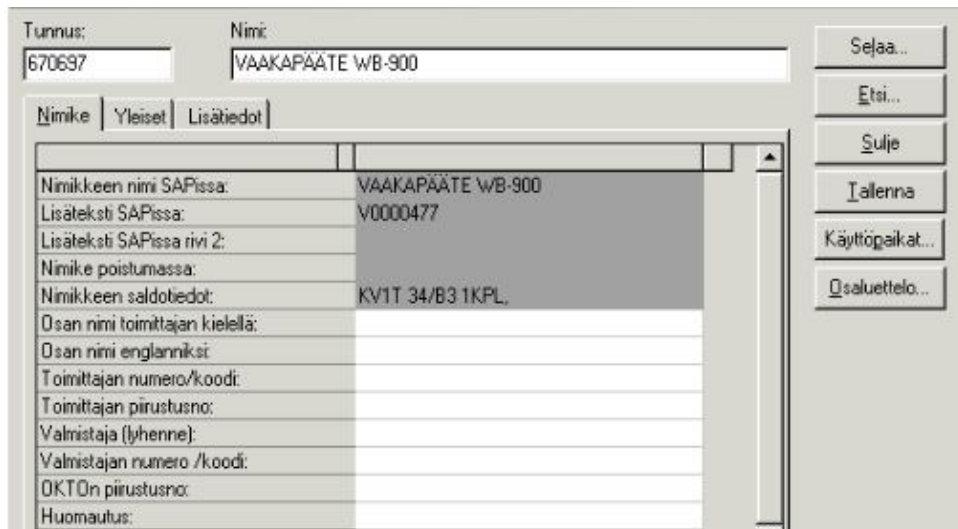 Tunnus: Nimi:
670697 VAAKAPÄÄTE WB-900
Selaa...
Etsi...
Sulje
Tallenna
Käyttöpaikat...
Osaluettelo...
Nimike Yleiset Lisätiedot
Nimikkeen nimi SAPissa: VAAKAPÄÄTE WB-900
Lisäteksti SAPissa: V0000477
Lisäteksti SAPissa rivi 2:
Nimike poistumassa:
Nimikkeen saldotiedot: KV1T 34/B3 1KPL,
Osan nimi toimittajan kielellä:
Osan nimi englanniksi:
Toimittajan numero/koodi:
Toimittajan piirustusno:
Valmistaja (lyhenne):
Valmistajan numero /koodi:
OKTOn piirustusno:
Huomautus: